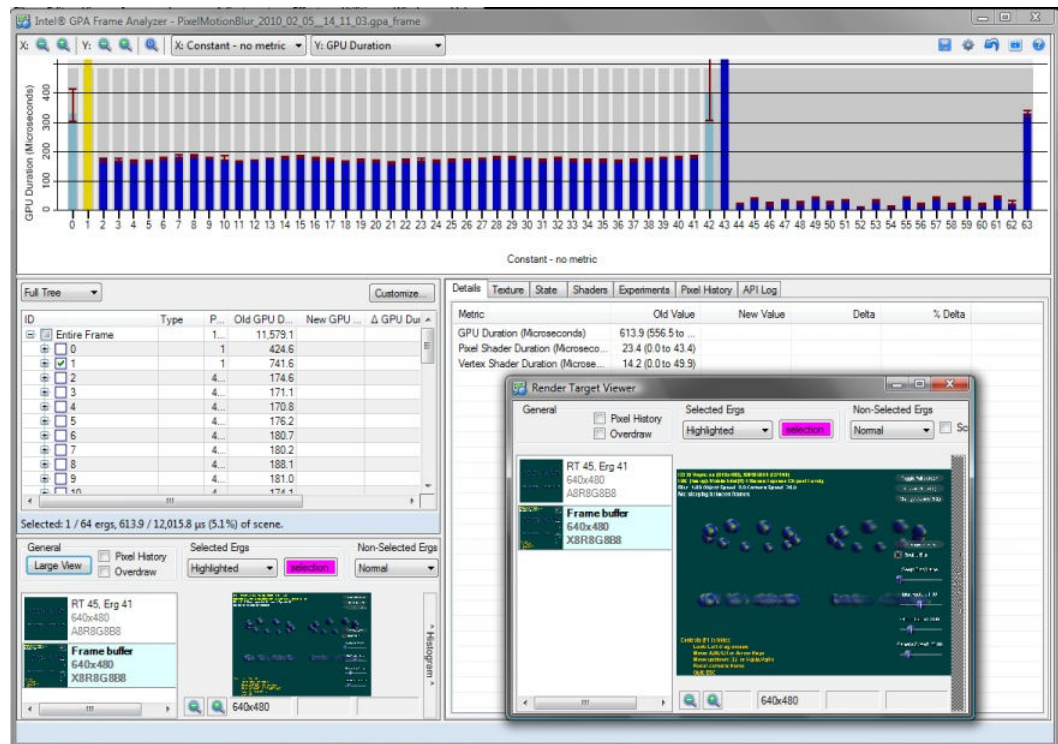 Intel® GPA Frame Analyzer - PixelMotionBlur_2010_02_05__14_11_03.gpa_frame
X: Y: X: Constant - no metric Y: GPU Duration
GPU Duration (Microseconds)
400
300
200
100
0
0 1 2 3 4 5 6 7 8 9 10 11 12 13 14 15 16 17 18 19 20 21 22 23 24 25 26 27 28 29 30 31 32 33 34 35 36 37 38 39 40 41 42 43 44 45 46 47 48 49 50 51 52 53 54 55 56 57 58 59 60 61 62 63
Constant - no metric
Full Tree Customize...
ID Type P... Old GPU D... New GPU ... Δ GPU Dur
Entire Frame 1... 11,579.1
0 1 424.6
1 1 741.6
2 4... 174.6
3 4... 171.1
4 4... 170.8
5 4... 176.2
6 4... 180.7
7 4... 180.2
8 4... 188.1
9 4... 181.0
10 4... 174.1
Selected: 1 / 64 ergs, 613.9 / 12,015.8 µs (5.1%) of scene.
General Selected Ergs Non-Selected Ergs
Large View Pixel History Highlighted selection Normal
Overdraw
RT 45, Erg 41
640x480
A8R8G8B8
Frame buffer
640x480
X8R8G8B8
^ Histogram ^
640x480
Details Texture State Shaders Experiments Pixel History API Log
Metric Old Value New Value Delta % Delta
GPU Duration (Microseconds) 613.9 (556.5 to ...
Pixel Shader Duration (Microseco... 23.4 (0.0 to 43.4)
Vertex Shader Duration (Microse... 14.2 (0.0 to 49.9)
Render Target Viewer
General Selected Ergs Non-Selected Ergs
Pixel History Highlighted selection Normal Sc
Overdraw
RT 45, Erg 41
640x480
A8R8G8B8
Frame buffer
640x480
X8R8G8B8
640x480